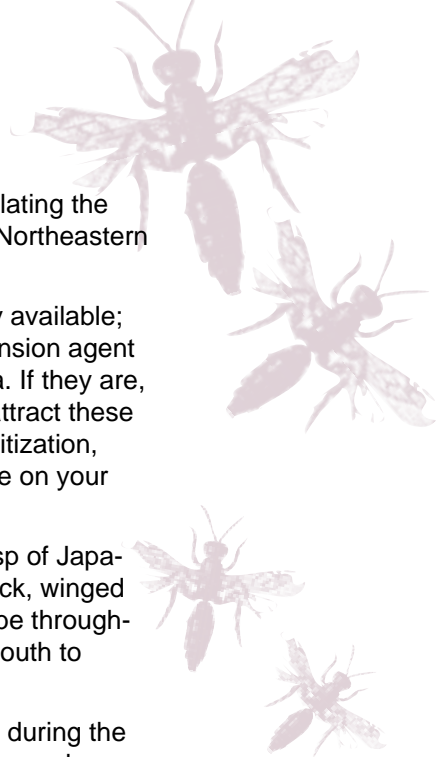 lating the
Northeastern
available;
nsion agent
a. If they are,
attract these
itization,
e on your
sp of Japa-
ck, winged
be through-
outh to
during the